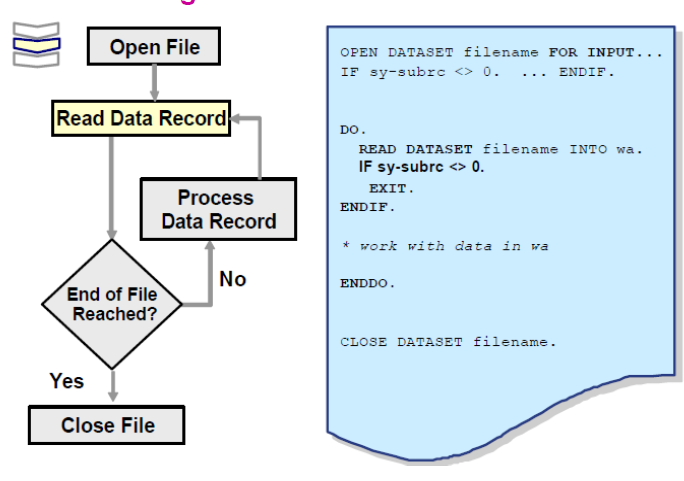 Open File
Read Data Record
Process
Data Record
No
End of File
Reached?
Yes
Close File
OPEN DATASET filename FOR INPUT...
IF sy-subrc <> 0. ... ENDIF.
DO.
READ DATASET filename INTO wa.
IF sy-subrc <> 0.
EXIT.
ENDIF.
* work with data in wa
ENDDO.
CLOSE DATASET filename.